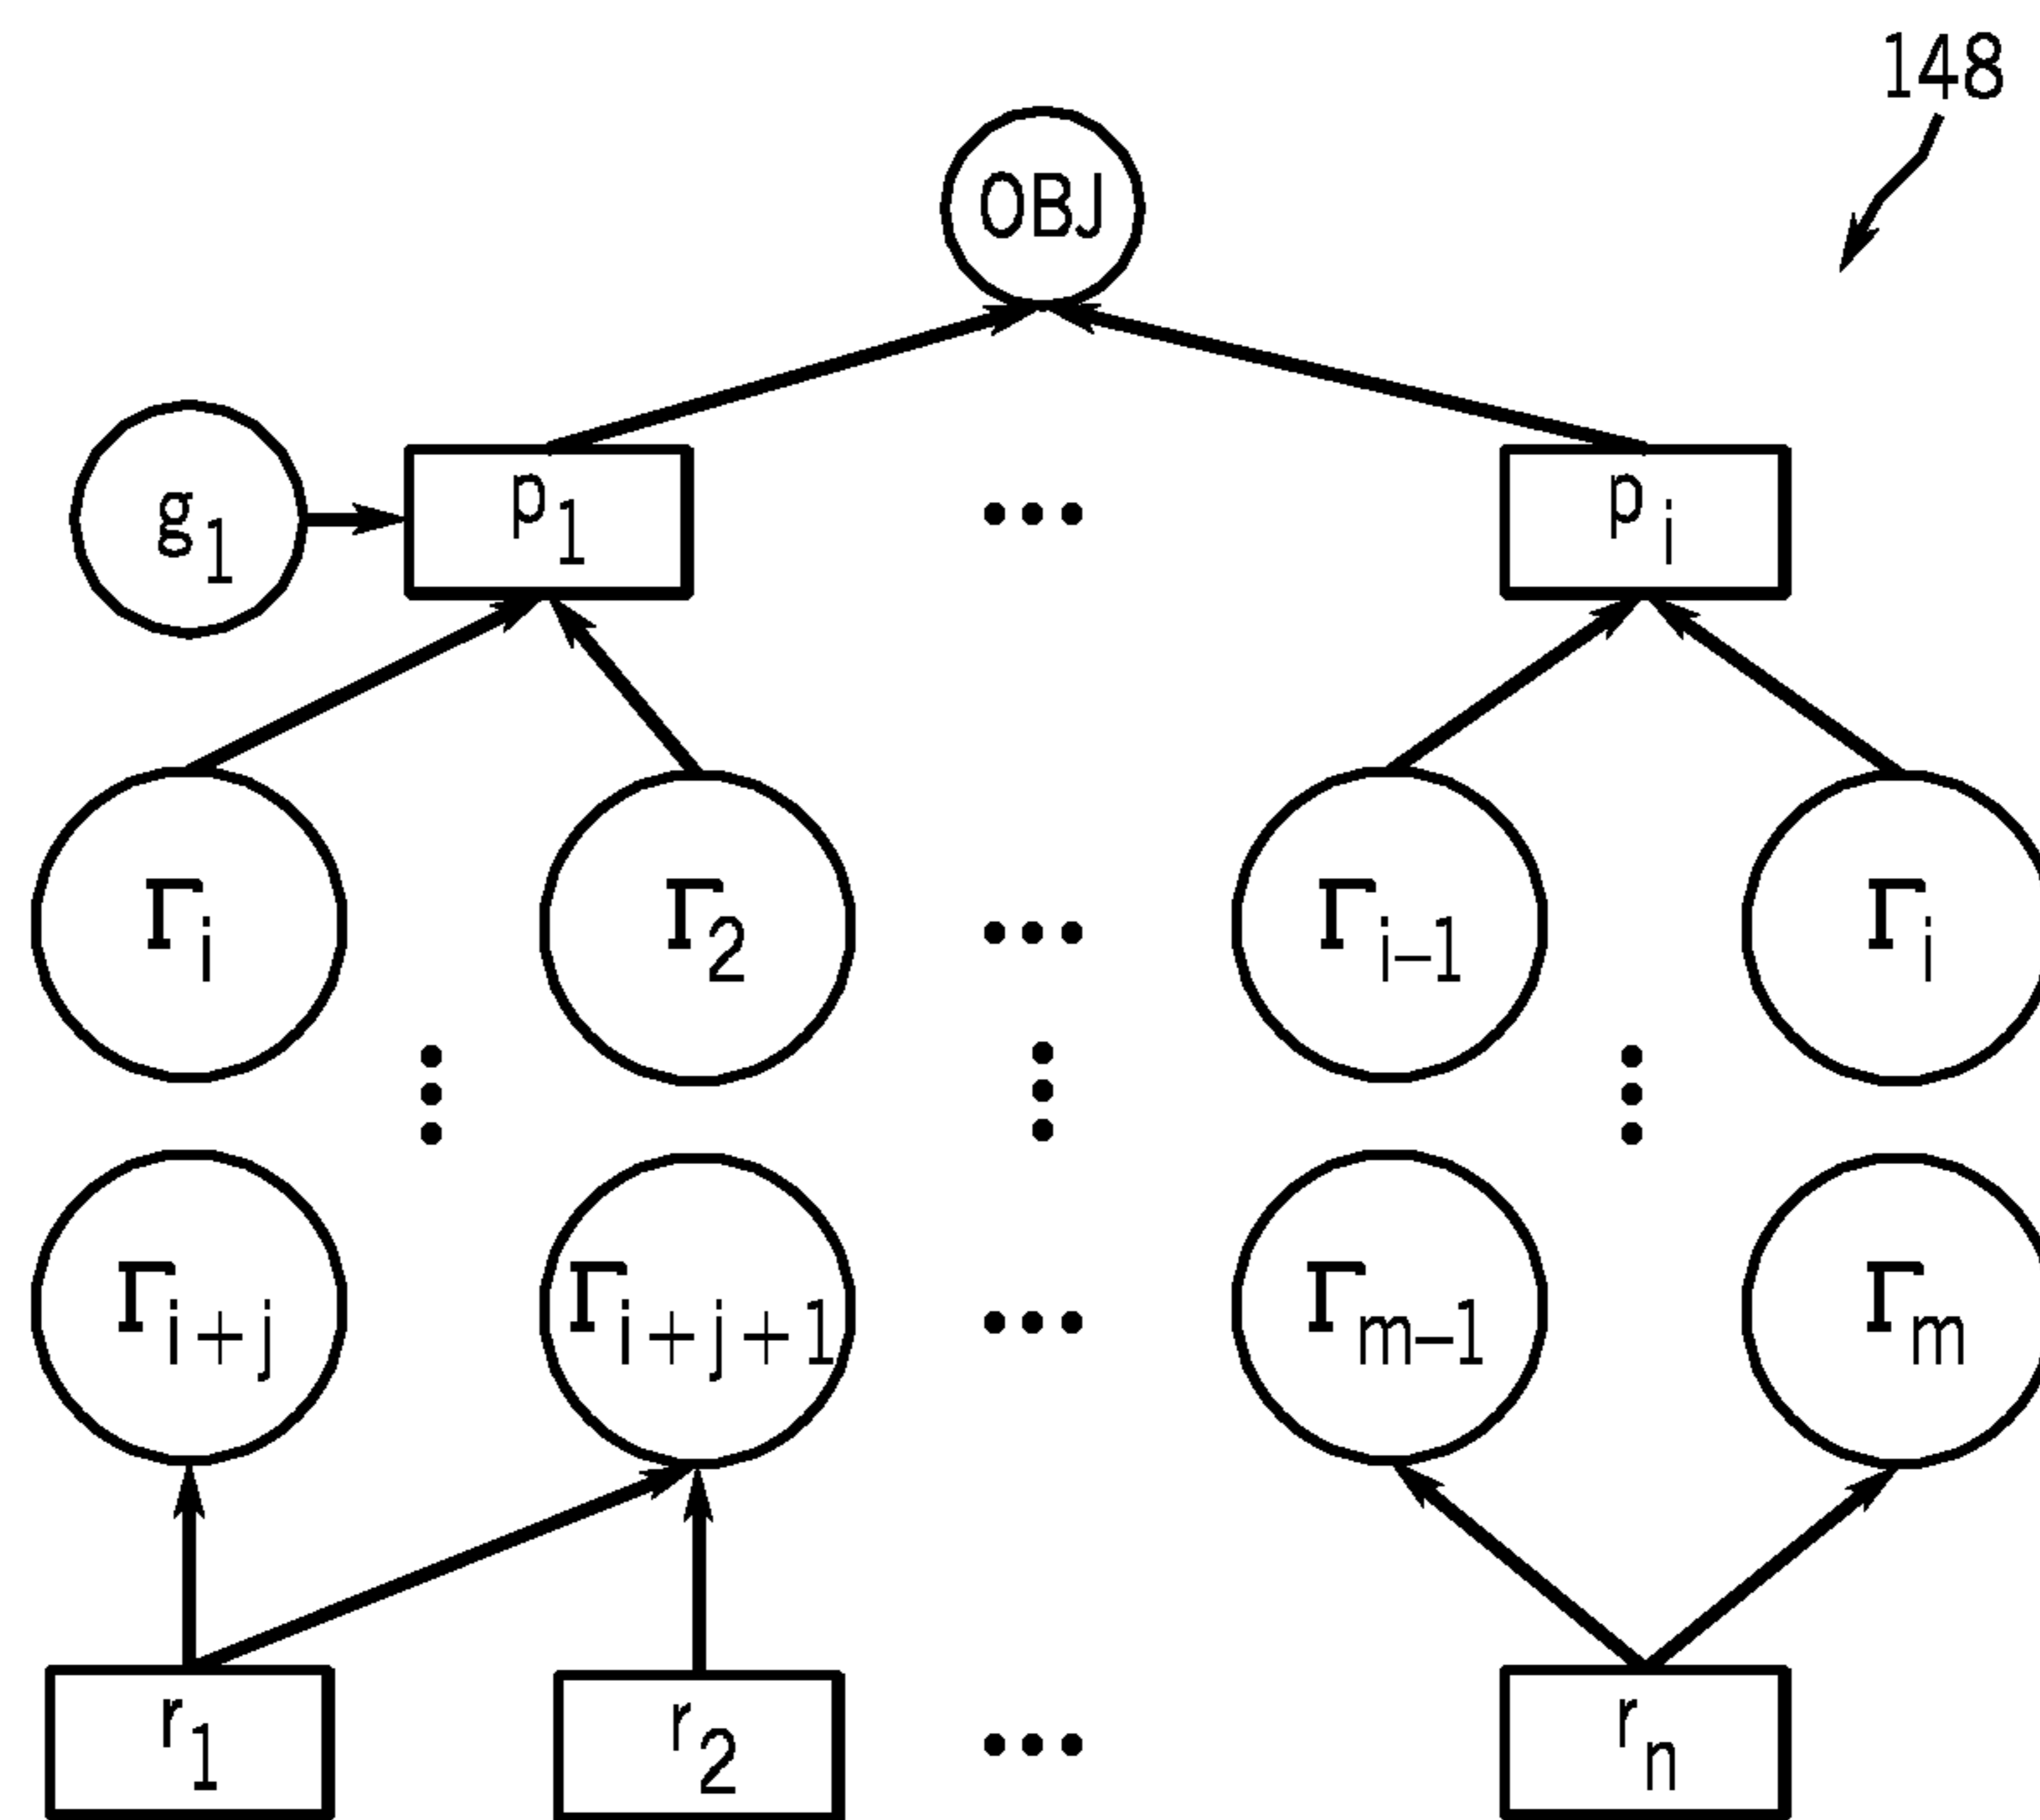 148
OBJ
g1 p1 ... pi
Γi Γ2 ... Γi-1 Γi
Γi+j Γi+j+1 ... Γm-1 Γm
r1 r2 ... rn